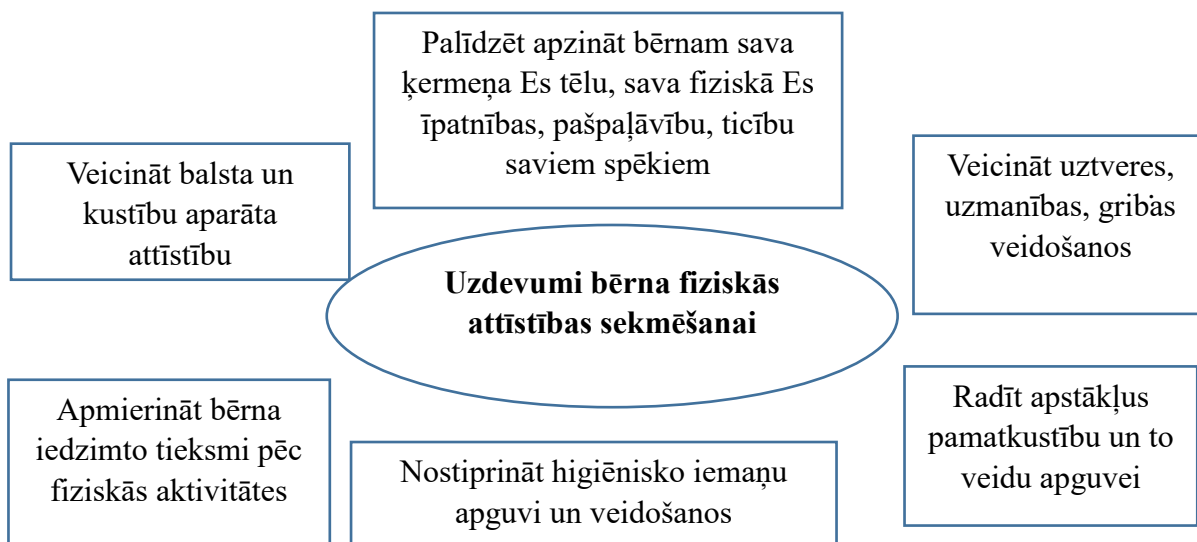 Palīdzēt apzināt bērnam sava
ķermeņa Es tēlu, sava fiziskā Es
īpatnības, pašpaļāvību, ticību
saviem spēkiem
Veicināt balsta un
kustību aparāta
attīstību
Veicināt uztveres,
uzmanības, gribas
veidošanos
Uzdevumi bērna fiziskās
attīstības sekmēšanai
Apmierināt bērna
iedzimto tieksmi pēc
fiziskās aktivitātes
Nostiprināt higiēnisko iemaņu
apguvi un veidošanos
Radīt apstākļus
pamatkustību un to
veidu apguvei